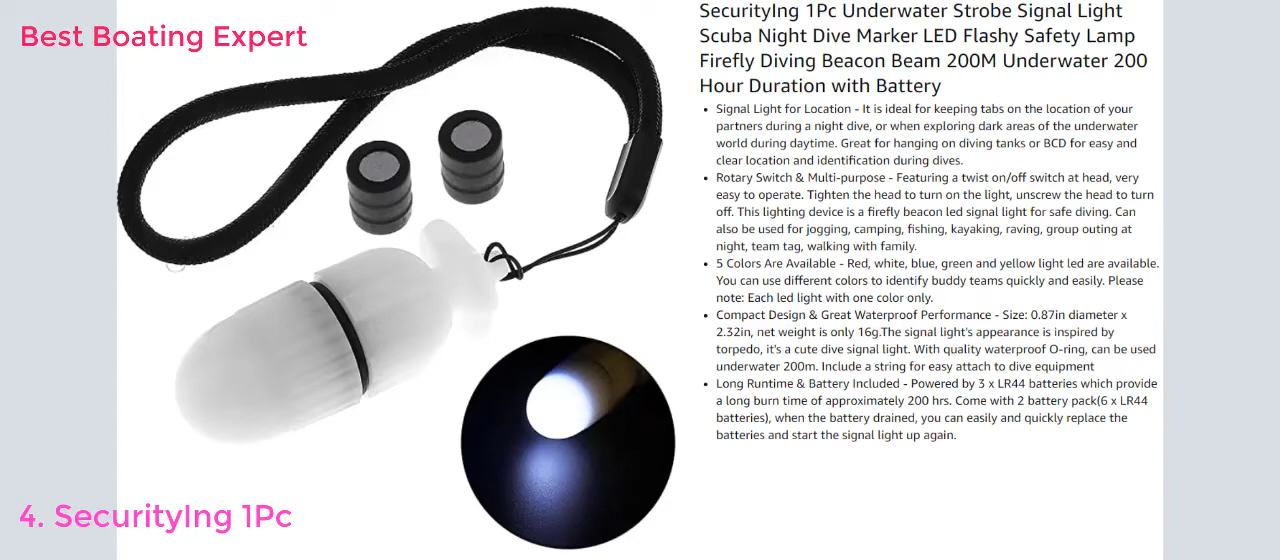 Best Boating Expert
SecurityIng 1Pc Underwater Strobe Signal Light
Scuba Night Dive Marker LED Flashy Safety Lamp
Firefly Diving Beacon Beam 200M Underwater 200
Hour Duration with Battery
• Signal Light for Location - It is ideal for keeping tabs on the location of your
partners during a night dive, or when exploring dark areas of the underwater
world during daytime. Great for hanging on diving tanks or BCD for easy and
clear location and identification during dives.
• Rotary Switch & Multi-purpose - Featuring a twist on/off switch at head, very
easy to operate. Tighten the head to turn on the light, unscrew the head to turn
off. This lighting device is a firefly beacon led signal light for safe diving. Can
also be used for jogging, camping, fishing, kayaking, raving, group outing at
night, team tag, walking with family.
• 5 Colors Are Available - Red, white, blue, green and yellow light led are available.
You can use different colors to identify buddy teams quickly and easily. Please
note: Each led light with one color only.
• Compact Design & Great Waterproof Performance - Size: 0.87in diameter x
2.32in, net weight is only 16g.The signal light's appearance is inspired by
torpedo, it's a cute dive signal light. With quality waterproof O-ring, can be used
underwater 200m. Include a string for easy attach to dive equipment
• Long Runtime & Battery Included - Powered by 3 x LR44 batteries which provide
a long burn time of approximately 200 hrs. Come with 2 battery pack(6 x LR44
batteries), when the battery drained, you can easily and quickly replace the
batteries and start the signal light up again.
4. SecurityIng 1Pc